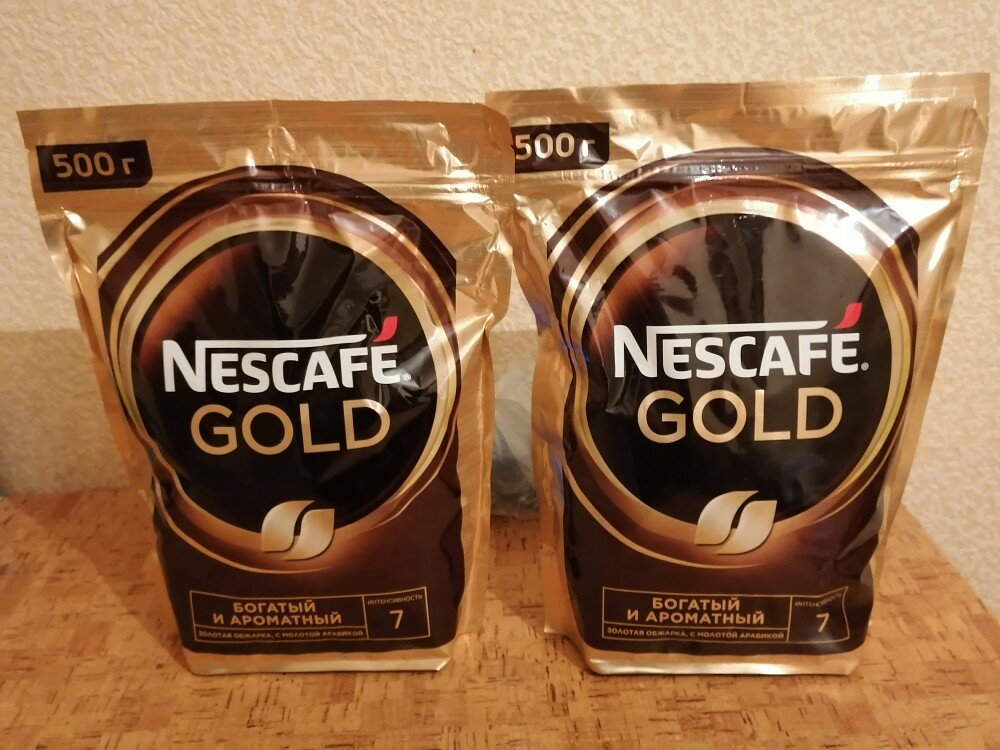 500 г
NESCAFÉ®
GOLD
БОГАТЫЙ
И АРОМАТНЫЙ
ЗОЛОТАЯ ОБЖАРКА, С МОЛОТОЙ АРАБИКОЙ
ИНТЕНСИВНОСТЬ
7
500 г
NESCAFÉ®
GOLD
БОГАТЫЙ
И АРОМАТНЫЙ
ЗОЛОТАЯ ОБЖАРКА, С МОЛОТОЙ АРАБИКОЙ
ИНТЕНСИВНОСТЬ
7